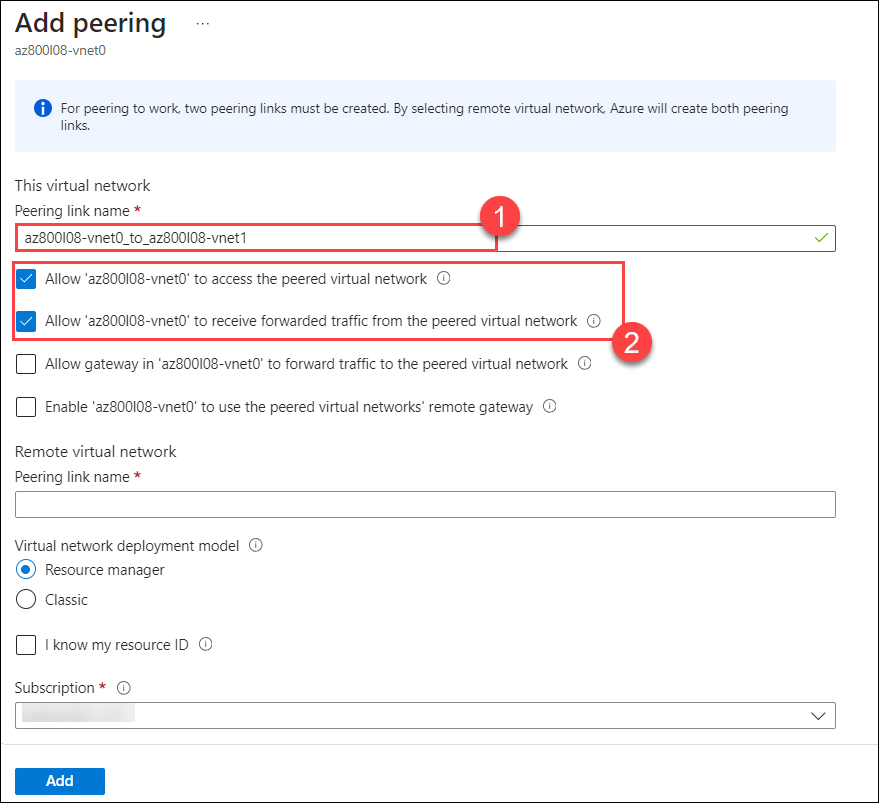 Add peering ...
az800l08-vnet0
For peering to work, two peering links must be created. By selecting remote virtual network, Azure will create both peering
links.
This virtual network
Peering link name *
1
az800l08-vnet0_to_az800l08-vnet1
Allow 'az800l08-vnet0' to access the peered virtual network
Allow 'az800l08-vnet0' to receive forwarded traffic from the peered virtual network
2
Allow gateway in 'az800l08-vnet0' to forward traffic to the peered virtual network
Enable 'az800l08-vnet0' to use the peered virtual networks' remote gateway
Remote virtual network
Peering link name *
Virtual network deployment model
Resource manager
Classic
I know my resource ID
Subscription *
Add